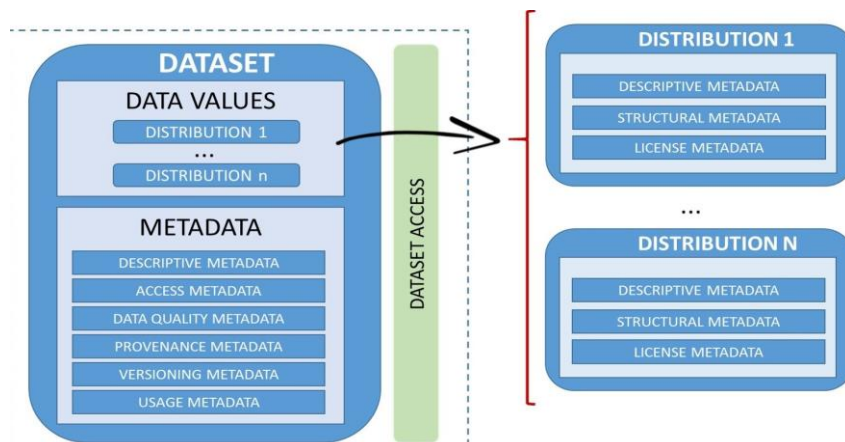 DATASET
DATA VALUES
DISTRIBUTION 1
...
DISTRIBUTION n
METADATA
DESCRIPTIVE METADATA
ACCESS METADATA
DATA QUALITY METADATA
PROVENANCE METADATA
VERSIONING METADATA
USAGE METADATA
DATASET ACCESS
DISTRIBUTION 1
DESCRIPTIVE METADATA
STRUCTURAL METADATA
LICENSE METADATA
...
DISTRIBUTION N
DESCRIPTIVE METADATA
STRUCTURAL METADATA
LICENSE METADATA